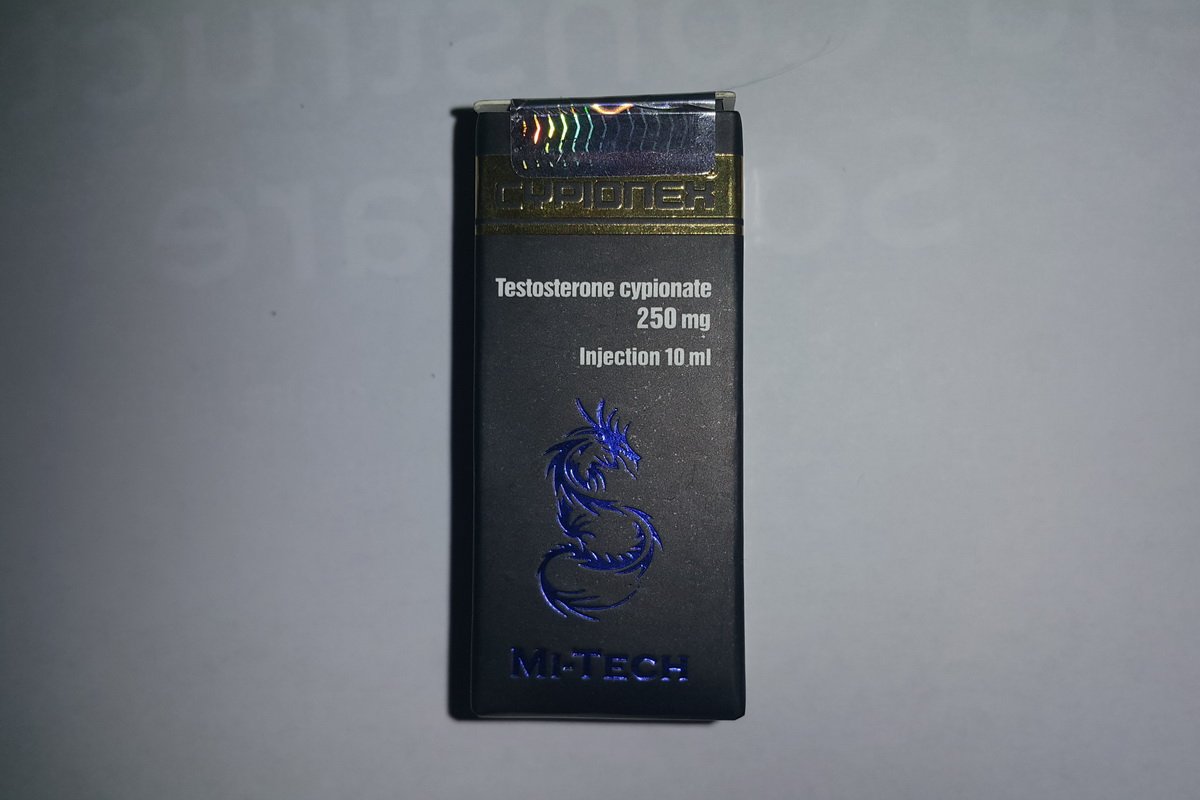 CYPIONEX
Testosterone cypionate
250 mg
Injection 10 ml
MI-TECH